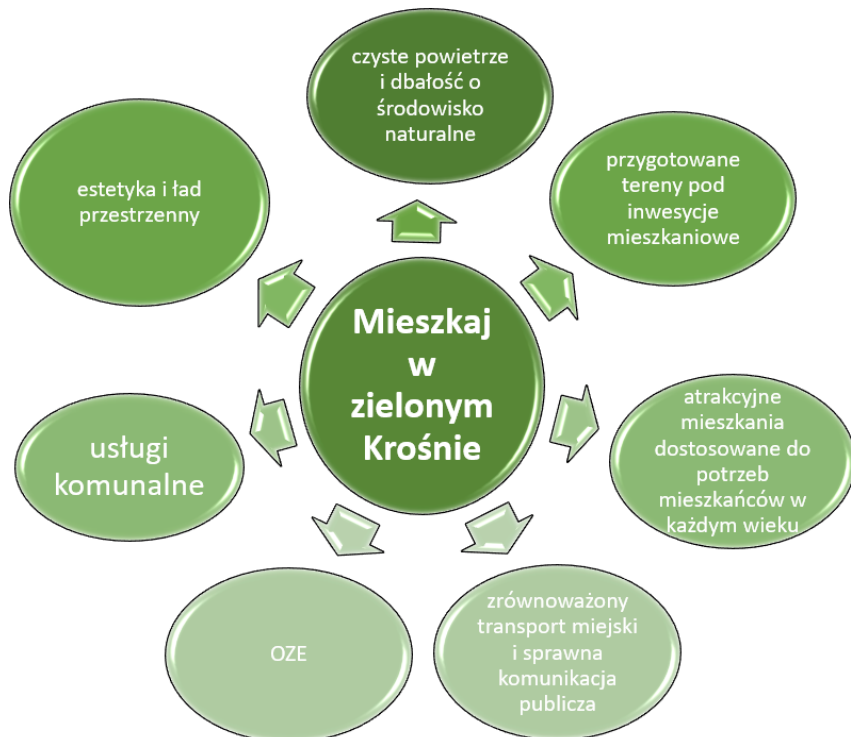 czyste powietrze
i dbałość o
środowisko
naturalne
przygotowane
tereny pod
inwesycje
mieszkaniowe
atrakcyjne
mieszkania
dostosowane do
potrzeb
mieszkańców w
każdym wieku
zrównoważony
transport miejski
i sprawna
komunikacja
publicza
OZE
usługi
komunalne
estetyka i ład
przestrzenny
Mieszkaj
w
zielonym
Krośnie